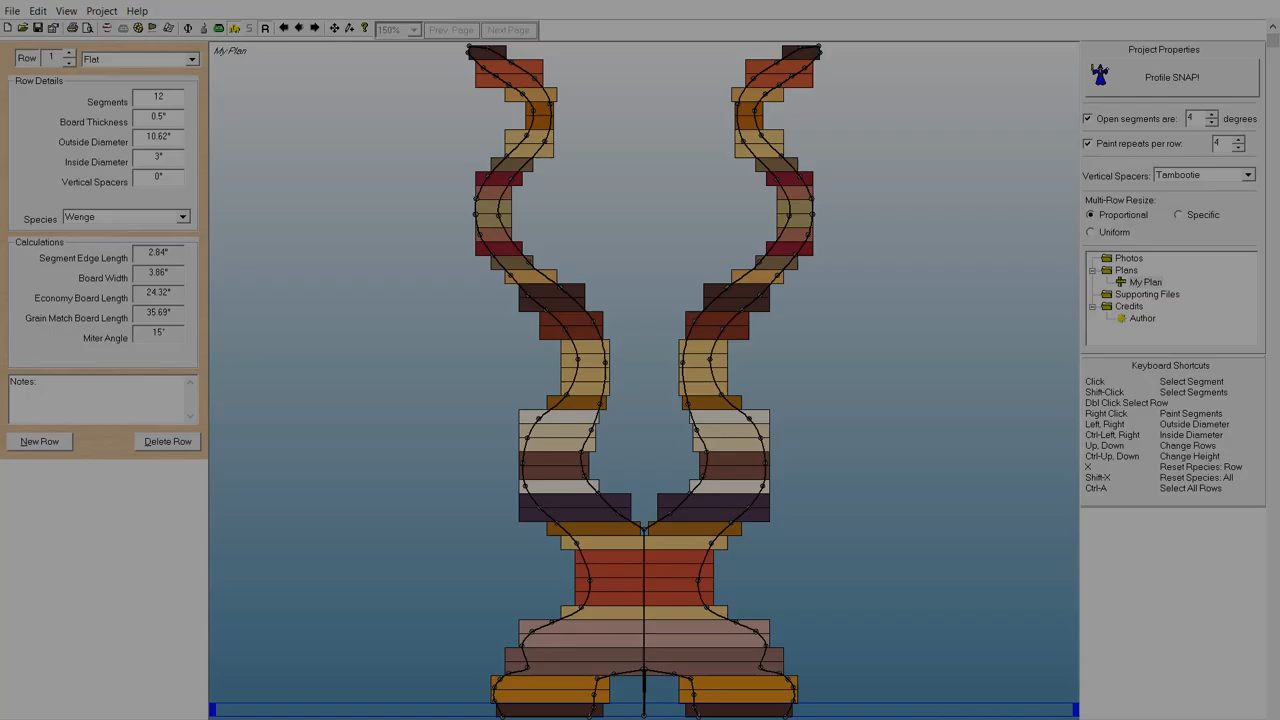 File Edit View Project Help
150% Prev. Page Next Page
Row 1 Flat
Row Details
Segments 12
Board Thickness 0.5"
Outside Diameter 10.62"
Inside Diameter 3"
Vertical Spacers 0"
Species Wenge
Calculations
Segment Edge Length 2.84"
Board Width 3.86"
Economy Board Length 24.32"
Grain Match Board Length 35.69"
Miter Angle 15°
Notes:
New Row Delete Row
My Plan
Project Properties
Profile SNAP!
Open segments are: 4 degrees
Paint repeats per row: 4
Vertical Spacers: Tambootie
Multi-Row Resize:
Proportional Specific
Uniform
Photos
Plans
My Plan
Supporting Files
Credits
Author
Keyboard Shortcuts
Click Select Segment
Shift-Click Select Segments
Dbl Click Select Row
Right Click Paint Segments
Left, Right Outside Diameter
Ctrl-Left, Right Inside Diameter
Up, Down Change Rows
Ctrl-Up, Down Change Height
X Reset Rpecies: Row
Shift-X Reset Species: All
Ctrl-A Select All Rows